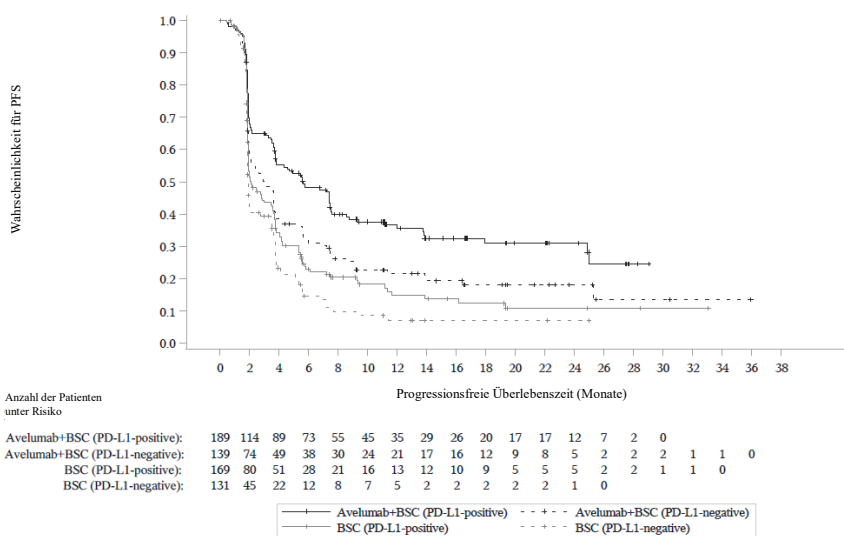 Wahrscheinlichkeit für PFS
1.0
0.9
0.8
0.7
0.6
0.5
0.4
0.3
0.2
0.1
0.0
0 2 4 6 8 10 12 14 16 18 20 22 24 26 28 30 32 34 36 38
Progressionsfreie Überlebenszeit (Monate)
Anzahl der Patienten
unter Risiko
Avelumab+BSC (PD-L1-positive): 189 114 89 73 55 45 35 29 26 20 17 17 12 7 2 0
Avelumab+BSC (PD-L1-negative): 139 74 49 38 30 24 21 17 16 12 9 8 5 2 2 2 1 1 0
BSC (PD-L1-positive): 169 80 51 28 21 16 13 12 10 9 5 5 5 2 2 1 1 0
BSC (PD-L1-negative): 131 45 22 12 8 7 5 2 2 2 2 2 1 0
Avelumab+BSC (PD-L1-positive) Avelumab+BSC (PD-L1-negative)
BSC (PD-L1-positive) BSC (PD-L1-negative)